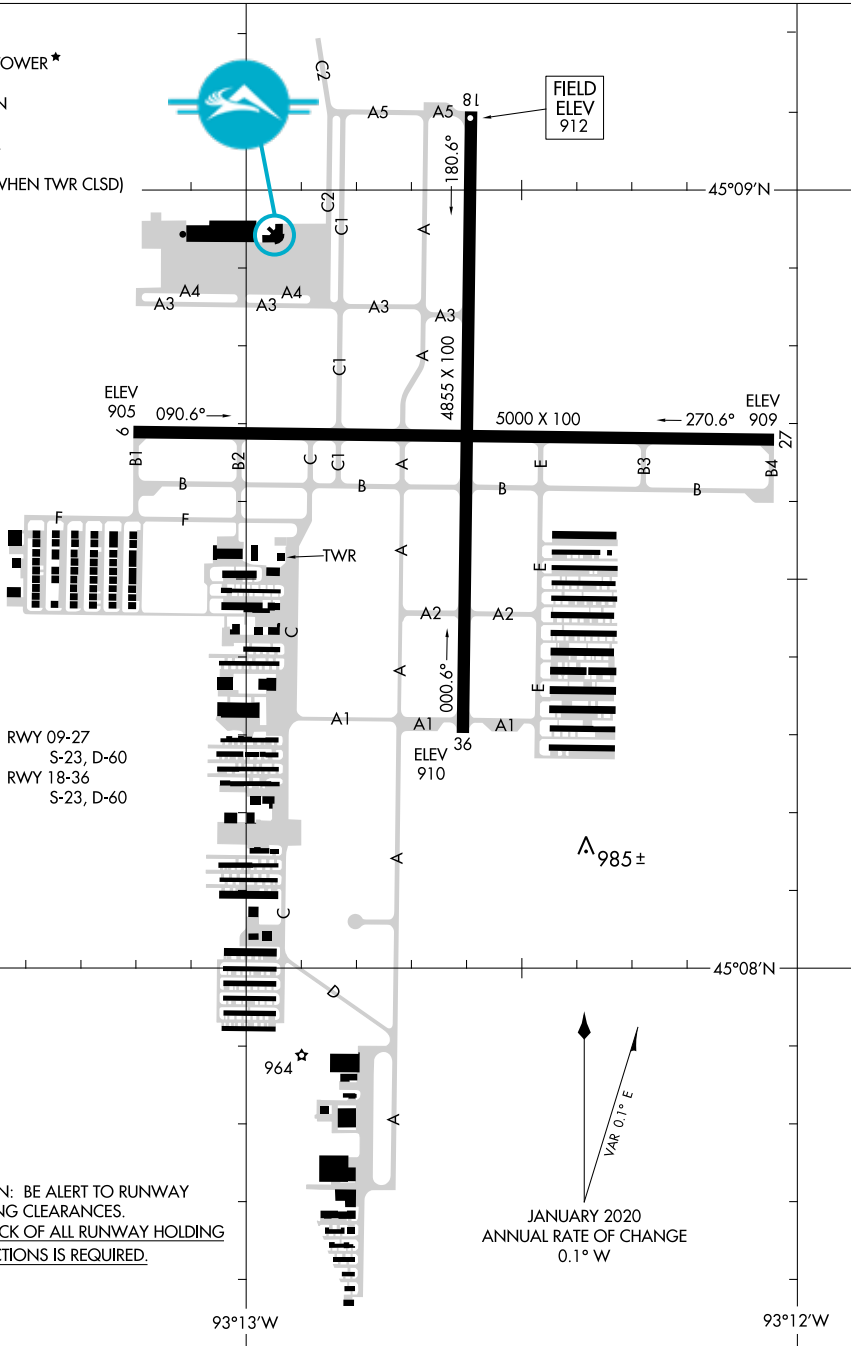 OWER ★
N
WHEN TWR CLSD)
C2
A5
A5
18
FIELD
ELEV
912
180.6°
45°09'N
C2
C1
A
A4
A4
A3
A3
A3
A3
C1
A
4855 X 100
ELEV
905
090.6°
9
5000 X 100
270.6°
ELEV
909
27
B1
B2
C
C1
A
E
B3
B4
B
B
B
B
F
F
TWR
A
E
C
A2
A2
A
000.6°
E
A1
A1
A1
36
ELEV
910
RWY 09-27
S-23, D-60
RWY 18-36
S-23, D-60
985 ±
A
C
45°08'N
D
964
A
VAR 0.1° E
N: BE ALERT TO RUNWAY
NG CLEARANCES.
CK OF ALL RUNWAY HOLDING
CTIONS IS REQUIRED.
JANUARY 2020
ANNUAL RATE OF CHANGE
0.1° W
93°13'W
93°12'W